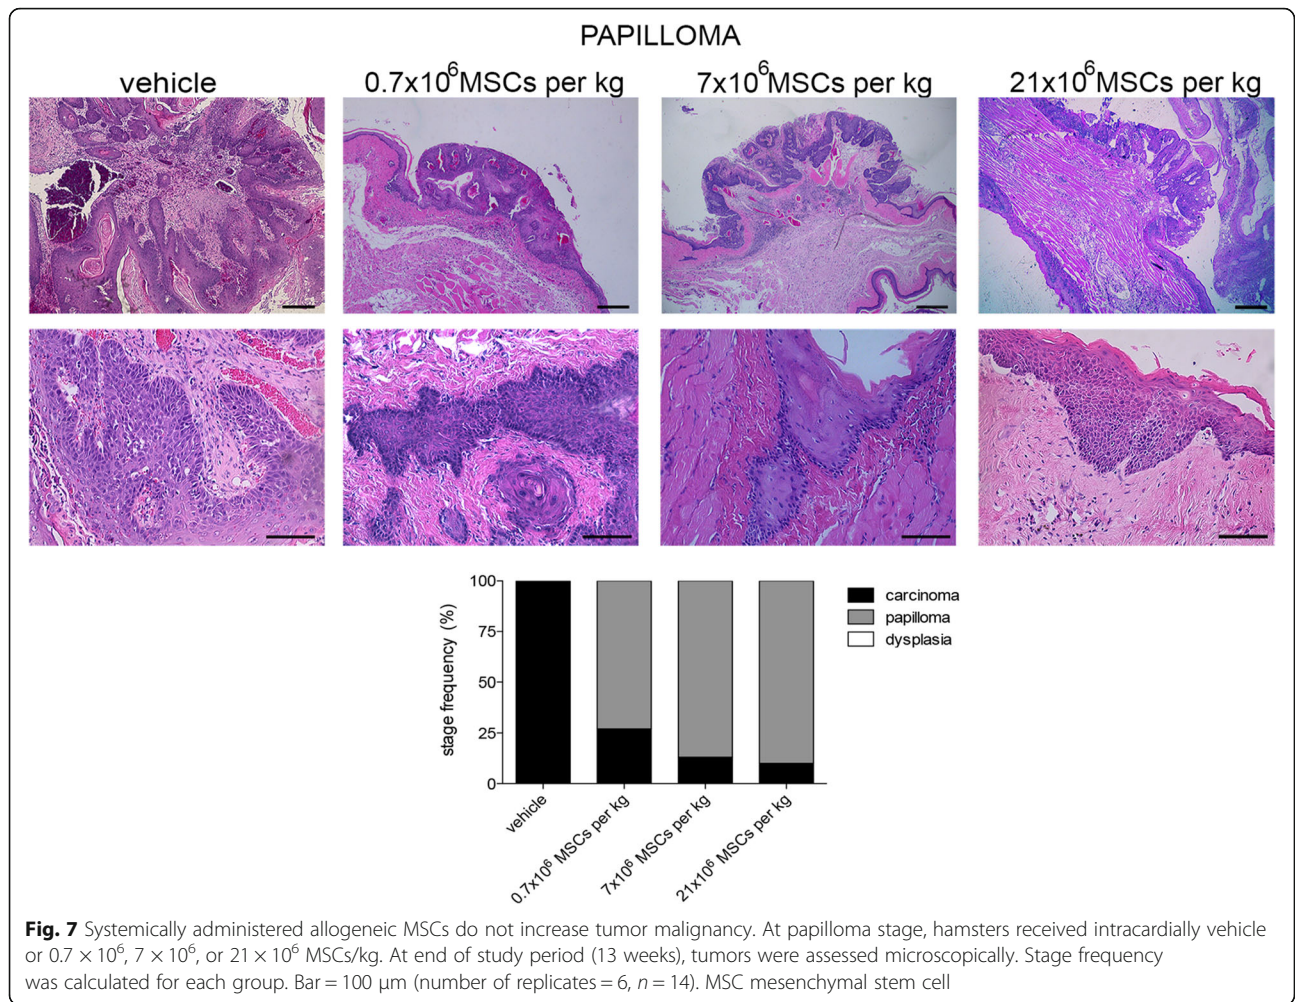 PAPILLOMA
vehicle
0.7x10⁶MSCs per kg
7x10⁶MSCs per kg
21x10⁶MSCs per kg
stage frequency (%)
100
75
50
25
0
vehicle
0.7x10⁶ MSCs per kg
7x10⁶ MSCs per kg
21x10⁶ MSCs per kg
carcinoma
papilloma
dysplasia
Fig. 7 Systemically administered allogeneic MSCs do not increase tumor malignancy. At papilloma stage, hamsters received intracardially vehicle
or 0.7 × 10⁶, 7 × 10⁶, or 21 × 10⁶ MSCs/kg. At end of study period (13 weeks), tumors were assessed microscopically. Stage frequency
was calculated for each group. Bar = 100 μm (number of replicates = 6, n = 14). MSC mesenchymal stem cell